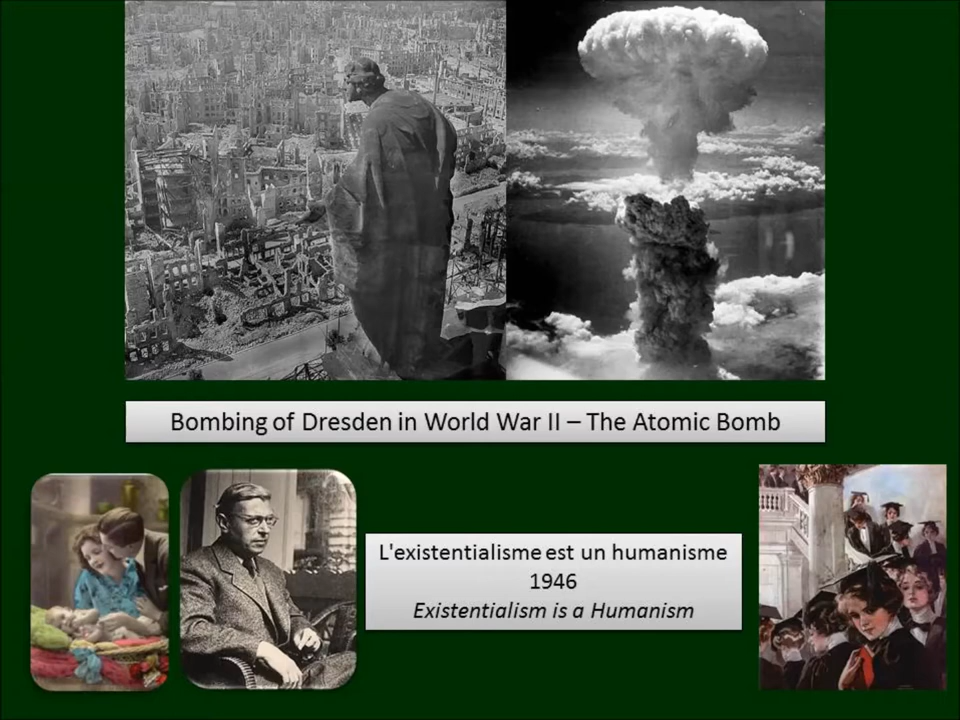 Bombing of Dresden in World War II – The Atomic Bomb
L'existentialisme est un humanisme
1946
Existentialism is a Humanism